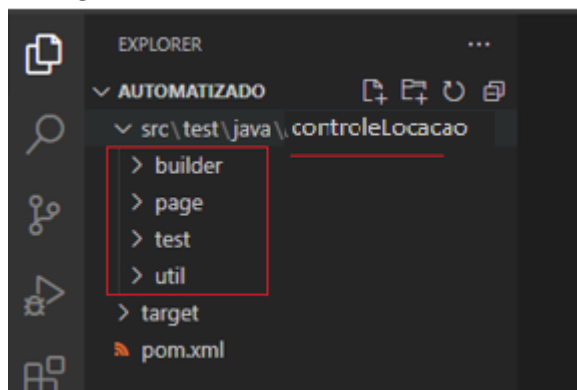 EXPLORER
AUTOMATIZADO
src\test\java\controleLocacao
builder
page
test
util
target
pom.xml